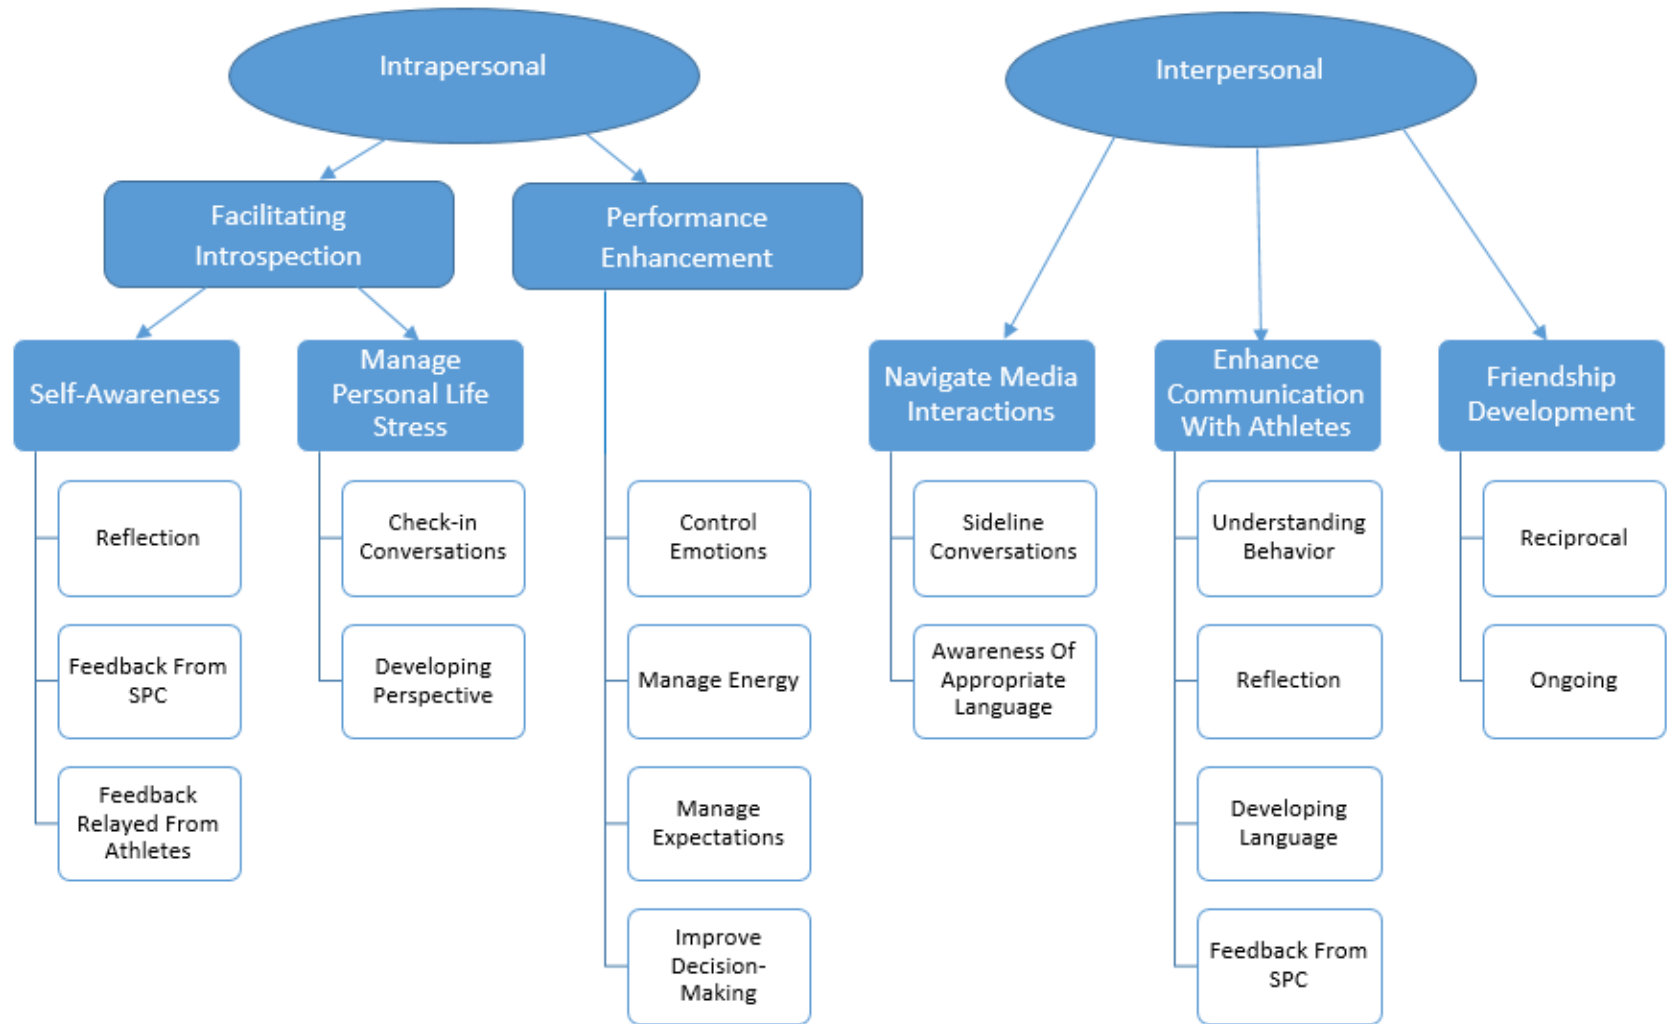 Intrapersonal
Interpersonal
Facilitating
Introspection
Performance
Enhancement
Self-Awareness
Manage
Personal Life
Stress
Navigate Media
Interactions
Enhance
Communication
With Athletes
Friendship
Development
Reflection
Feedback From
SPC
Feedback
Relayed From
Athletes
Check-in
Conversations
Developing
Perspective
Control
Emotions
Manage Energy
Manage
Expectations
Improve
Decision-
Making
Sideline
Conversations
Awareness Of
Appropriate
Language
Understanding
Behavior
Reflection
Developing
Language
Feedback From
SPC
Reciprocal
Ongoing